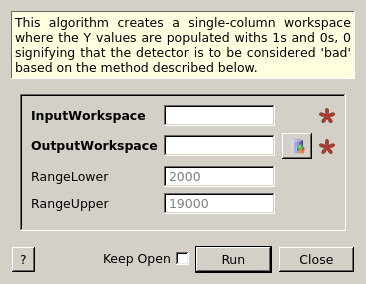 This algorithm creates a single-column workspace
where the Y values are populated withs 1s and 0s, 0
signifying that the detector is to be considered 'bad'
based on the method described below.
InputWorkspace
OutputWorkspace
RangeLower 2000
RangeUpper 19000
? Keep Open Run Close